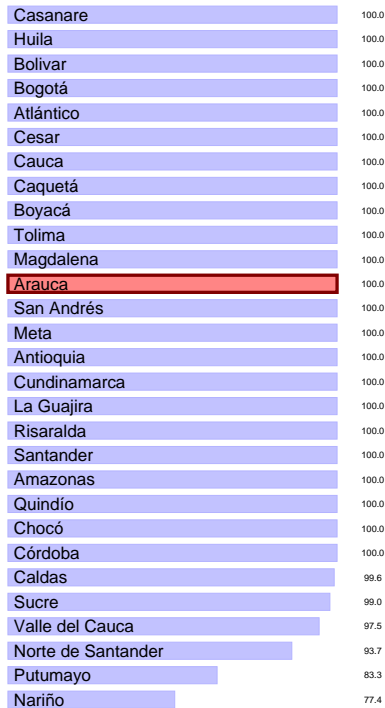 Casanare 100.0
Huila 100.0
Bolivar 100.0
Bogotá 100.0
Atlántico 100.0
Cesar 100.0
Cauca 100.0
Caquetá 100.0
Boyacá 100.0
Tolima 100.0
Magdalena 100.0
Arauca 100.0
San Andrés 100.0
Meta 100.0
Antioquia 100.0
Cundinamarca 100.0
La Guajira 100.0
Risaralda 100.0
Santander 100.0
Amazonas 100.0
Quindío 100.0
Chocó 100.0
Córdoba 100.0
Caldas 99.6
Sucre 99.0
Valle del Cauca 97.5
Norte de Santander 93.7
Putumayo 83.3
Nariño 77.4